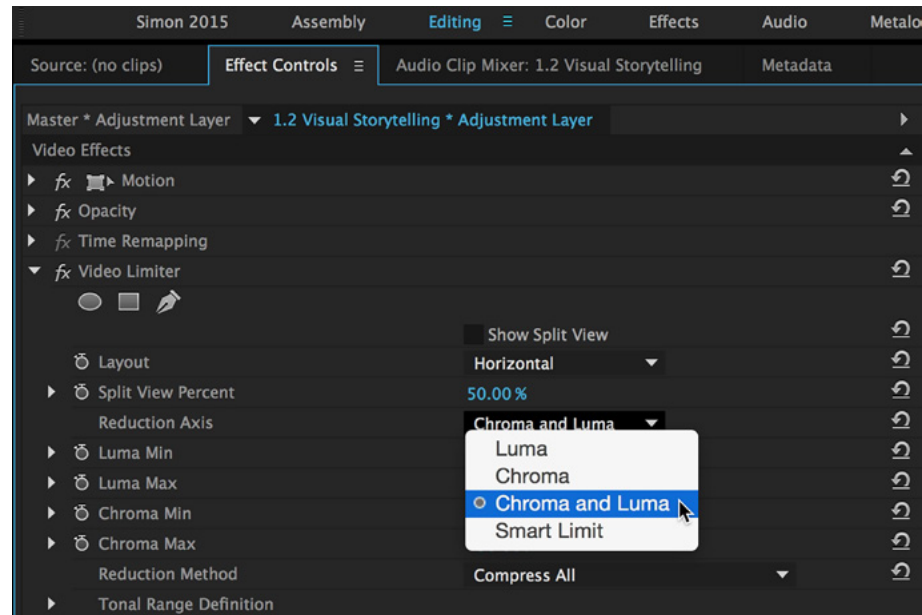 Simon 2015 Assembly Editing Color Effects Audio Metalo
Source: (no clips) Effect Controls Audio Clip Mixer: 1.2 Visual Storytelling Metadata
Master * Adjustment Layer 1.2 Visual Storytelling * Adjustment Layer
Video Effects
fx Motion
fx Opacity
fx Time Remapping
fx Video Limiter
Show Split View
Layout Horizontal
Split View Percent 50.00 %
Reduction Axis Chroma and Luma
Luma Min Luma
Luma Max Chroma
Chroma Min Chroma and Luma
Chroma Max Smart Limit
Reduction Method Compress All
Tonal Range Definition